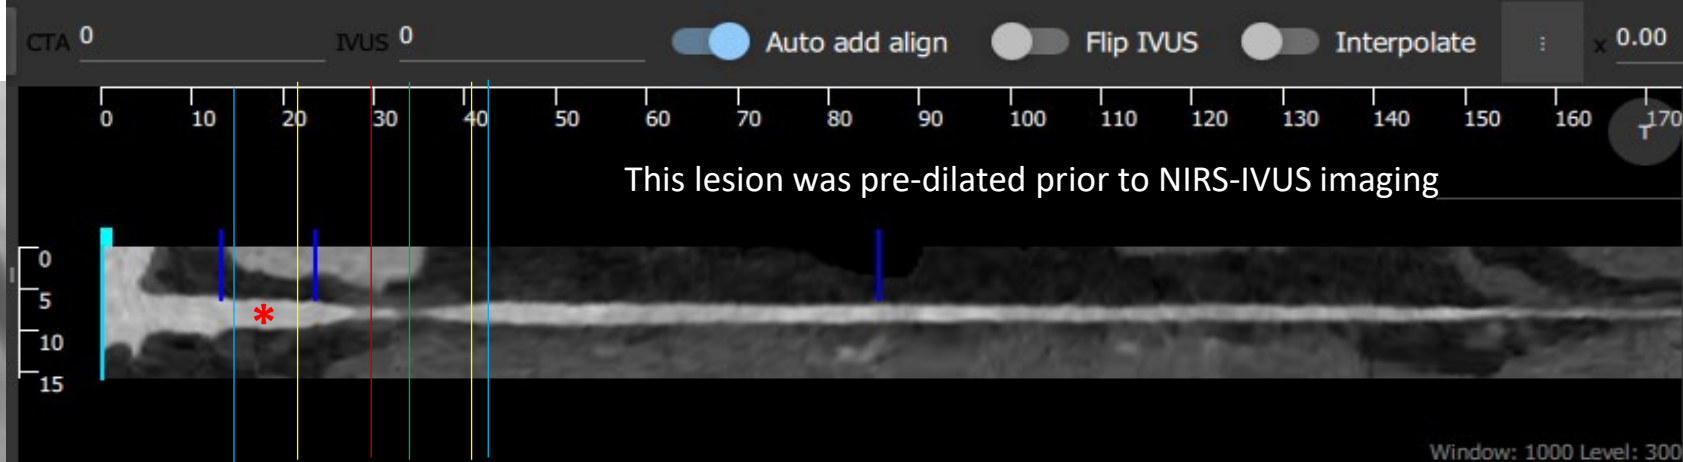 CTA 0 IVUS 0 Auto add align Flip IVUS Interpolate ⋮ x 0.00
0 10 20 30 40 50 60 70 80 90 100 110 120 130 140 150 160 170
T
This lesion was pre-dilated prior to NIRS-IVUS imaging
0
5
*
10
15
Window: 1000 Level: 300